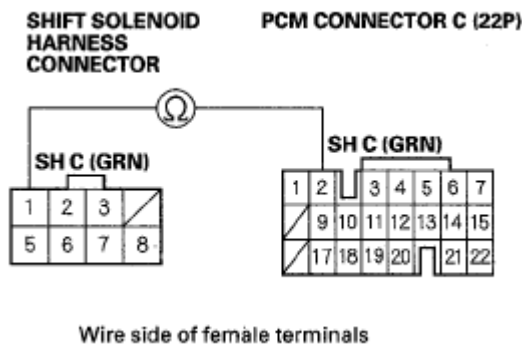 SHIFT SOLENOID
HARNESS
CONNECTOR
PCM CONNECTOR C (22P)
Ω
SH C (GRN)
1 2 3
5 6 7 8
SH C (GRN)
1 2 3 4 5 6 7
9 10 11 12 13 14 15
17 18 19 20 21 22
Wire side of female terminals